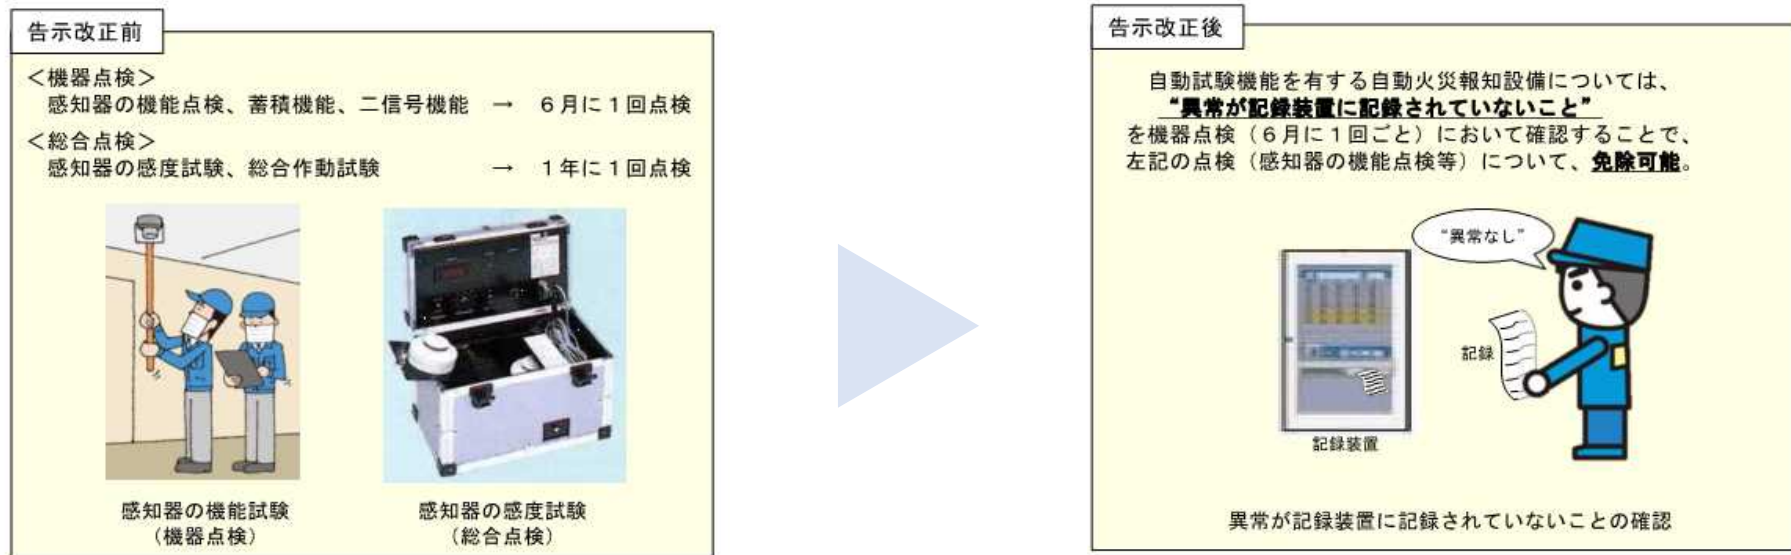 告示改正前
＜機器点検＞
感知器の機能点検、蓄積機能、二信号機能　→　６月に１回点検
＜総合点検＞
感知器の感度試験、総合作動試験　→　１年に１回点検
感知器の機能試験
（機器点検）
感知器の感度試験
（総合点検）
告示改正後
自動試験機能を有する自動火災報知設備については、
“異常が記録装置に記録されていないこと”
を機器点検（６月に１回ごと）において確認することで、
左記の点検（感知器の機能点検等）について、免除可能。
“異常なし”
記録
記録装置
異常が記録装置に記録されていないことの確認